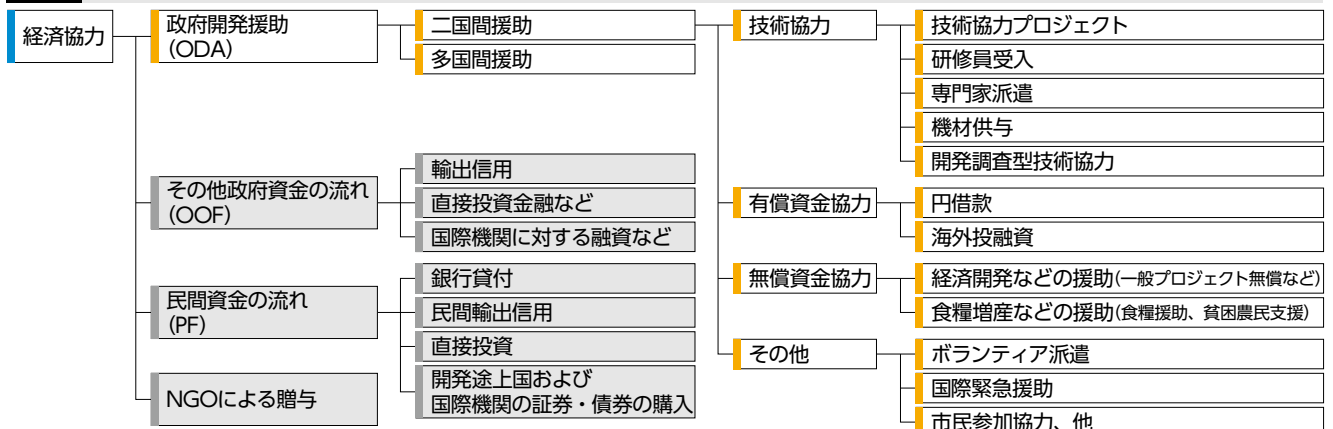 経済協力
政府開発援助
(ODA)
二国間援助
多国間援助
技術協力
技術協力プロジェクト
研修員受入
専門家派遣
機材供与
開発調査型技術協力
その他政府資金の流れ
(OOF)
輸出信用
直接投資金融など
国際機関に対する融資など
有償資金協力
円借款
海外投融資
民間資金の流れ
(PF)
銀行貸付
民間輸出信用
直接投資
開発途上国および
国際機関の証券・債券の購入
無償資金協力
経済開発などの援助(一般プロジェクト無償など)
食糧増産などの援助(食糧援助、貧困農民支援)
NGOによる贈与
その他
ボランティア派遣
国際緊急援助
市民参加協力、他